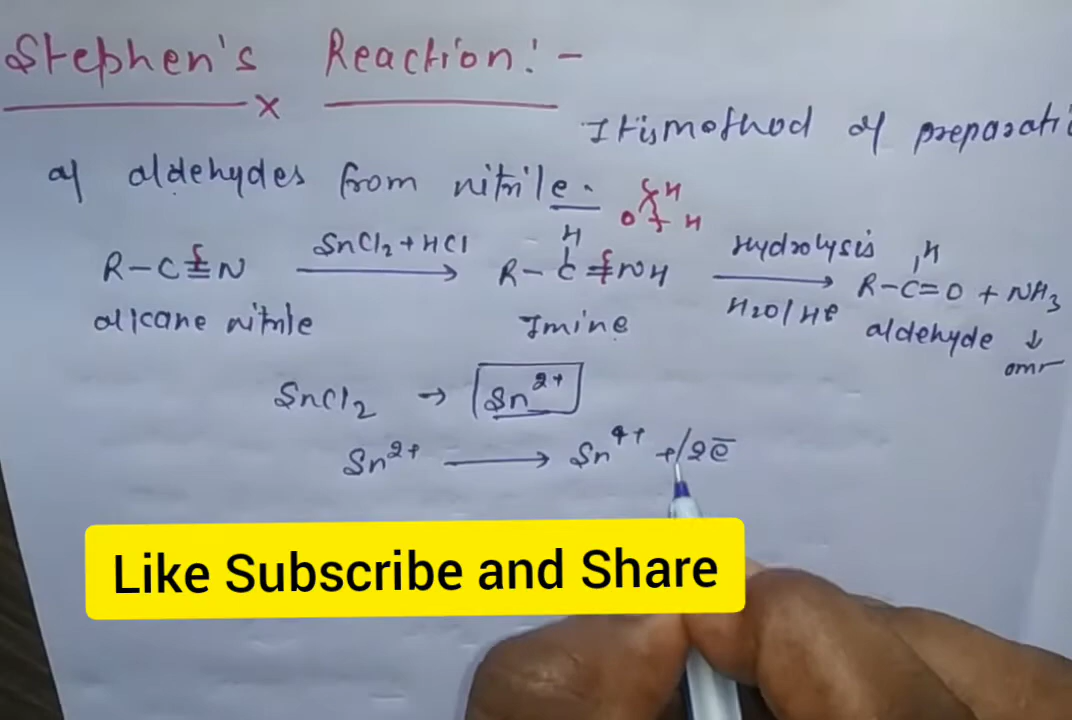 Stephen's Reaction:-
It is method of preparati
of aldehydes from nitrile.
H
O H
H
R-C≡N SnCl2+HCl R-C=NH Hydrolysis H R-C=O + NH3
H2O/H⊕
alkane nitrile Imine aldehyde ↓
SnCl2 → Sn2+
Sn2+ → Sn4+ + 2e-
Like Subscribe and Share